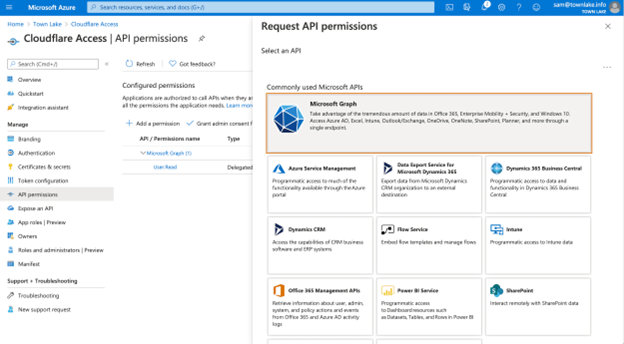 Microsoft Azure
Search resources, services, and docs (G+/)
sam@townlake.info
TOWN LAKE
Home > Town Lake > Cloudflare Access
Cloudflare Access | API permissions
Search (Cmd+/)
Overview
Quickstart
Integration assistant
Manage
Branding
Authentication
Certificates & secrets
Token configuration
API permissions
Expose an API
App roles | Preview
Owners
Roles and administrators | Preview
Manifest
Support + Troubleshooting
Troubleshooting
New support request
Refresh
Got feedback?
Configured permissions
Applications are authorized to call APIs when they are
all the permissions the application needs. Learn more
+ Add a permission
Grant admin consent f
API / Permissions name
Type
Microsoft Graph (1)
User.Read
Delegated
Request API permissions
Select an API
Commonly used Microsoft APIs
Microsoft Graph
Take advantage of the tremendous amount of data in Office 365, Enterprise Mobility + Security, and Windows 10.
Access Azure AD, Excel, Intune, Outlook/Exchange, OneDrive, OneNote, SharePoint, Planner, and more through a
single endpoint.
Azure Service Management
Programmatic access to much of the
functionality available through the Azure
portal
Data Export Service for
Microsoft Dynamics 365
Export data from Microsoft Dynamics
CRM organization to an external
destination
Dynamics 365 Business Central
Programmatic access to data and
functionality in Dynamics 365 Business
Central
Dynamics CRM
Access the capabilities of CRM business
software and ERP systems
Flow Service
Embed flow templates and manage flows
Intune
Programmatic access to Intune data
Office 365 Management APIs
Retrieve information about user, admin,
system, and policy actions and events
from Office 365 and Azure AD activity
logs
Power BI Service
Programmatic access
to Dashboard resources such
as Datasets, Tables, and Rows in Power BI
SharePoint
Interact remotely with SharePoint data